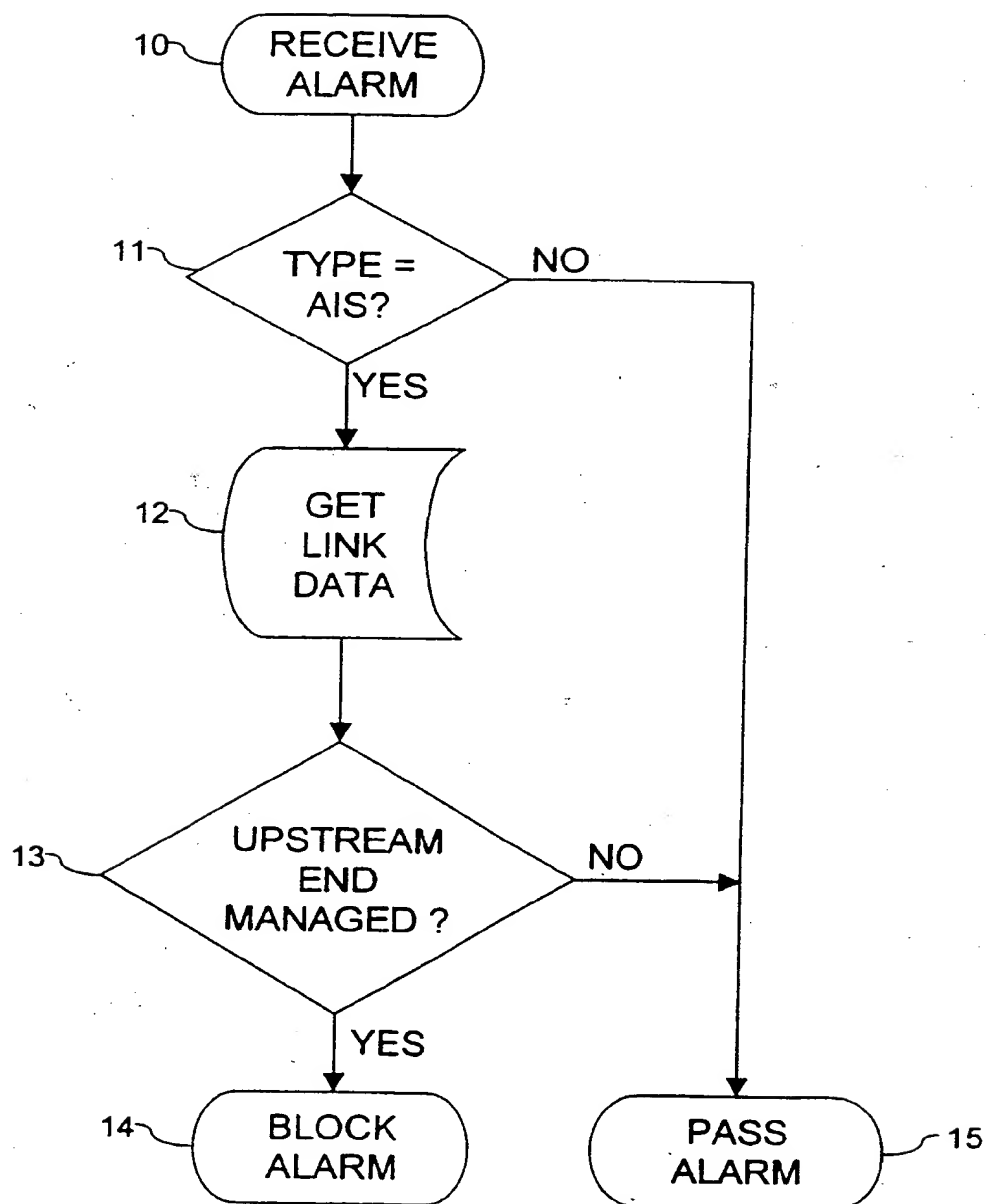 10
RECEIVE
ALARM
11
TYPE =
AIS?
NO
YES
12
GET
LINK
DATA
13
UPSTREAM
END
MANAGED ?
NO
YES
14
BLOCK
ALARM
PASS
ALARM
15